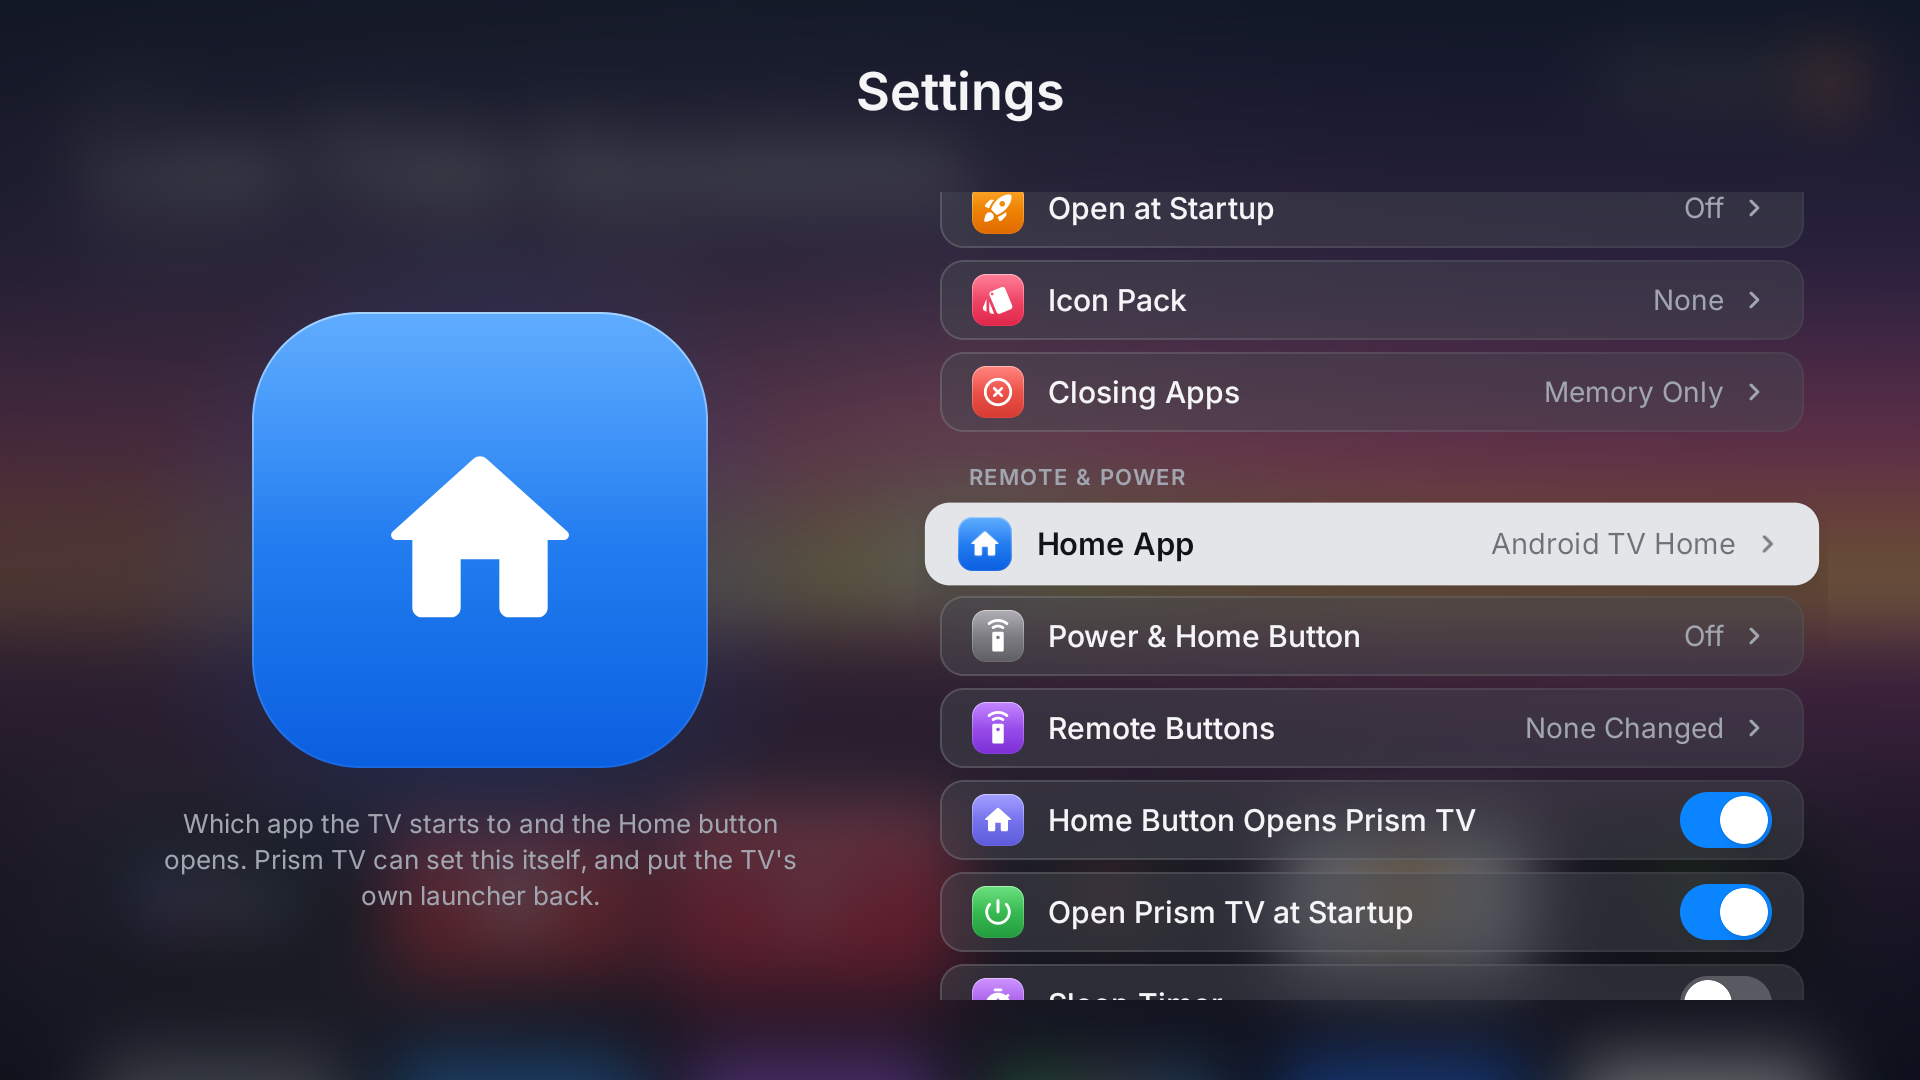 Settings
Open at Startup
Off
Icon Pack
None
Closing Apps
Memory Only
REMOTE & POWER
Home App
Android TV Home
Power & Home Button
Off
Remote Buttons
None Changed
Home Button Opens Prism TV
Open Prism TV at Startup
Sleep Timer
Which app the TV starts to and the Home button
opens. Prism TV can set this itself, and put the TV's
own launcher back.